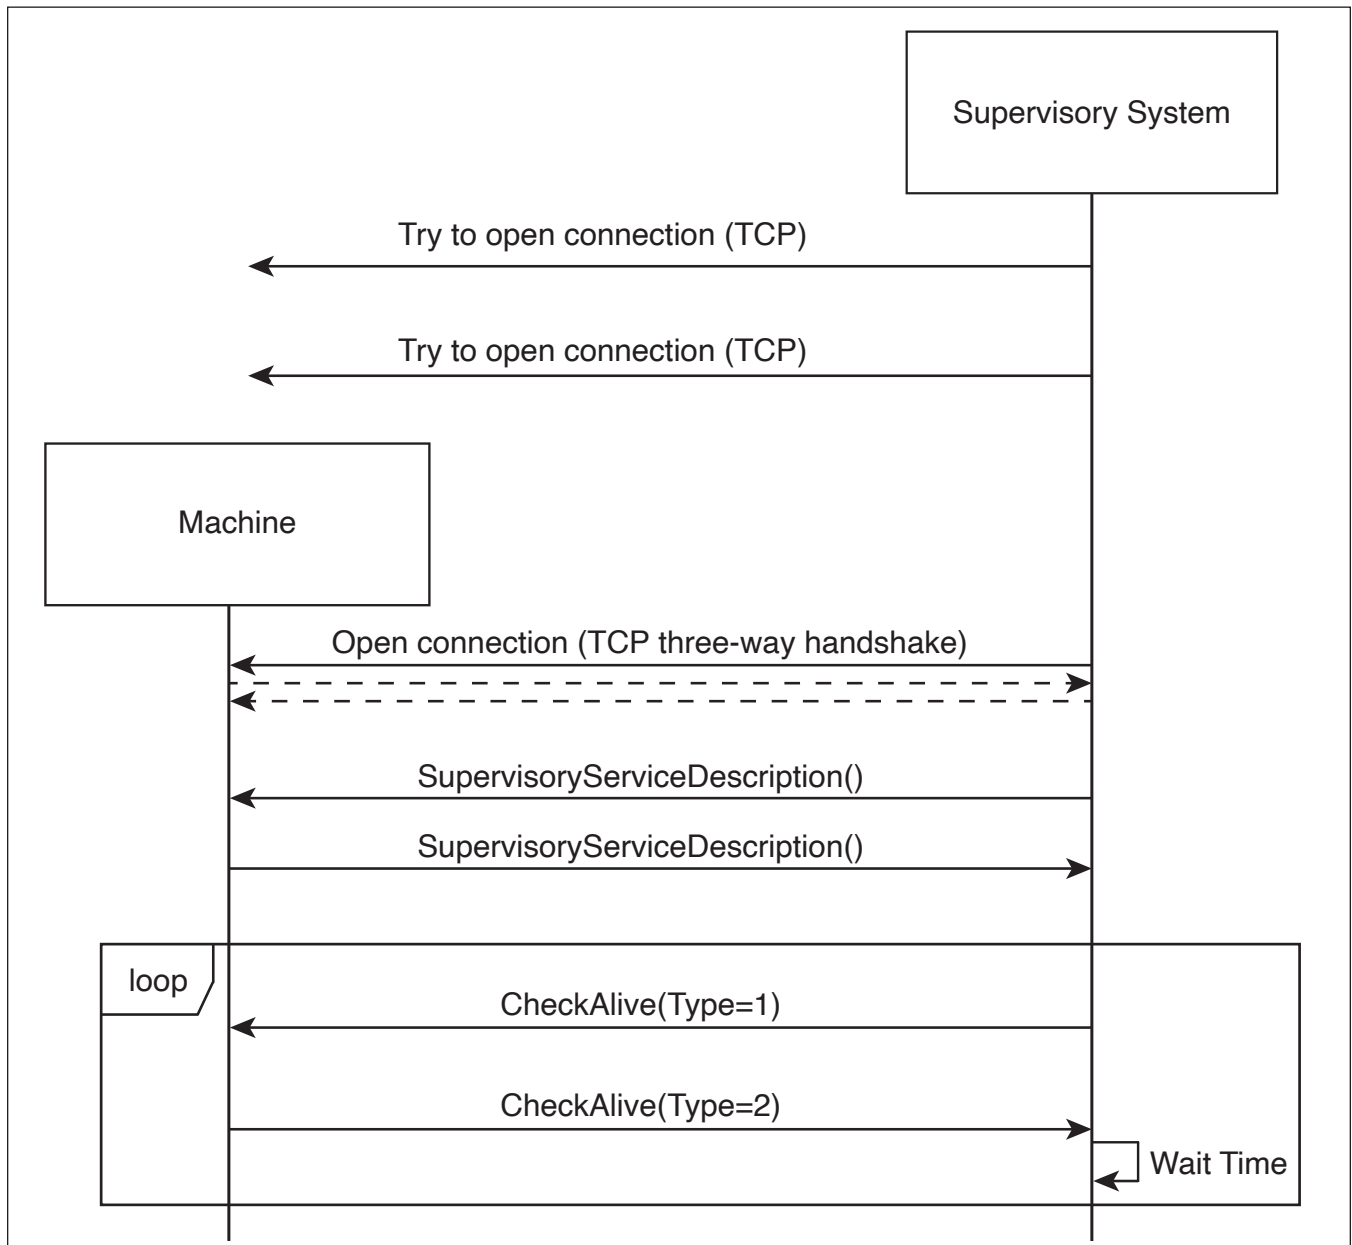 Supervisory System
Try to open connection (TCP)
Try to open connection (TCP)
Machine
Open connection (TCP three-way handshake)
SupervisoryServiceDescription()
SupervisoryServiceDescription()
loop
CheckAlive(Type=1)
CheckAlive(Type=2)
Wait Time